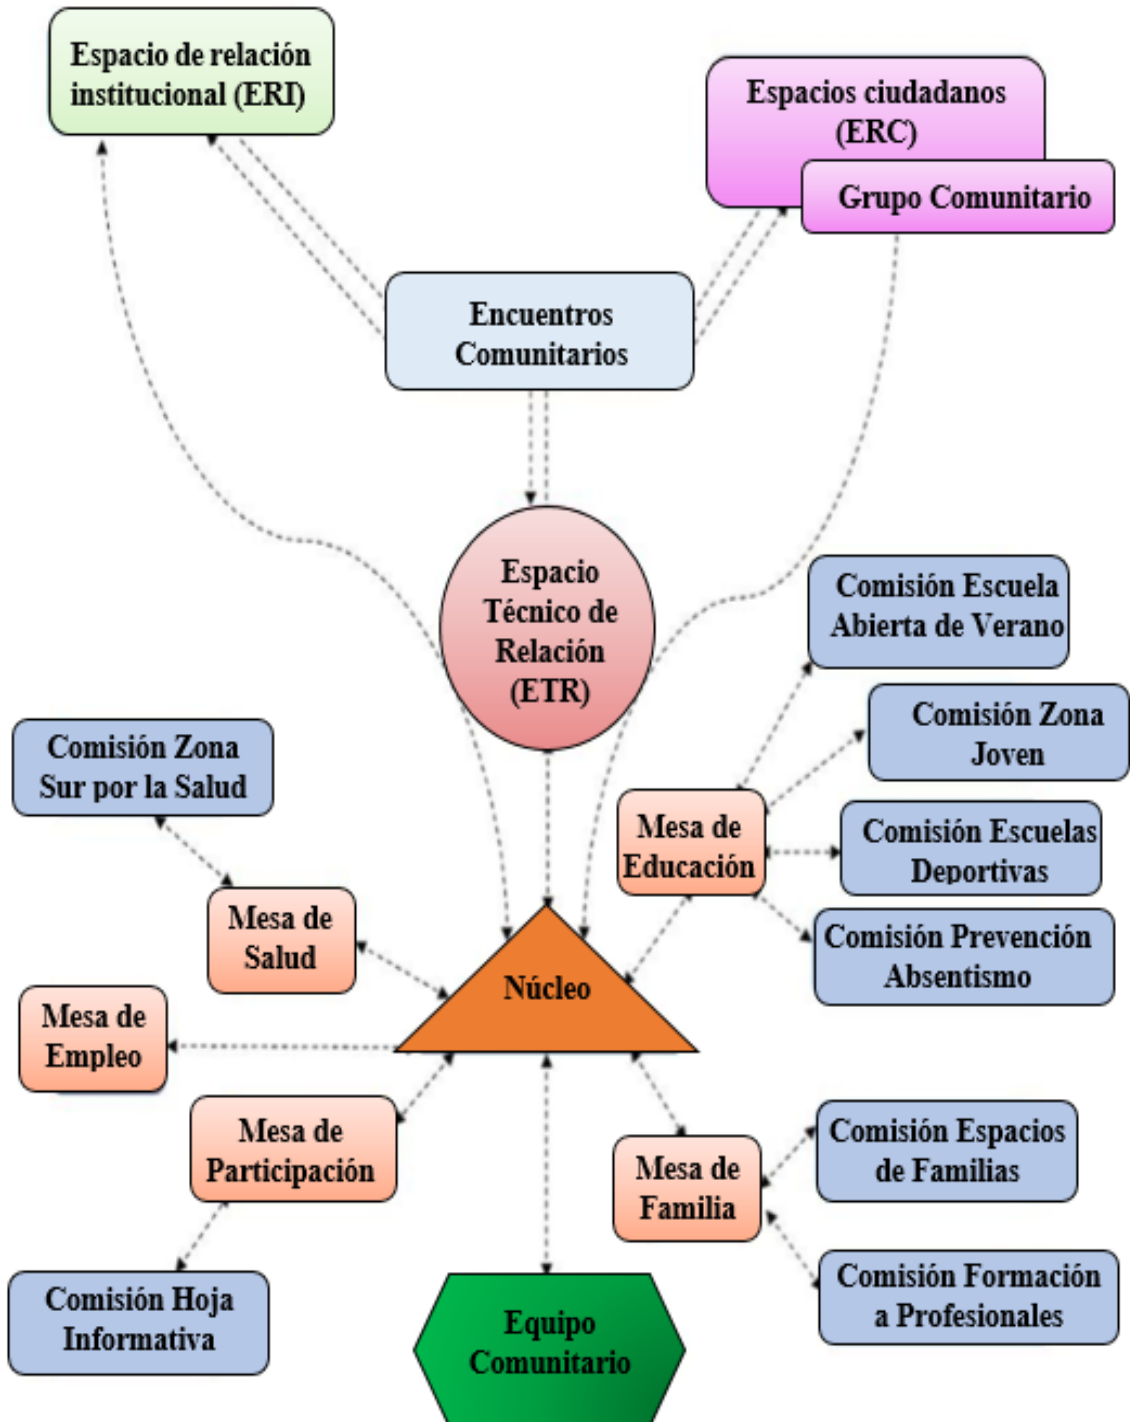 Espacio de relación
institucional (ERI)
Espacios ciudadanos
(ERC)
Grupo Comunitario
Encuentros
Comunitarios
Espacio
Técnico de
Relación
(ETR)
Comisión Escuela
Abierta de Verano
Comisión Zona
Joven
Comisión Zona
Sur por la Salud
Mesa de
Educación
Comisión Escuelas
Deportivas
Mesa de
Salud
Comisión Prevención
Absentismo
Núcleo
Mesa de
Empleo
Mesa de
Participación
Mesa de
Familia
Comisión Espacios
de Familias
Comisión Formación
a Profesionales
Comisión Hoja
Informativa
Equipo
Comunitario